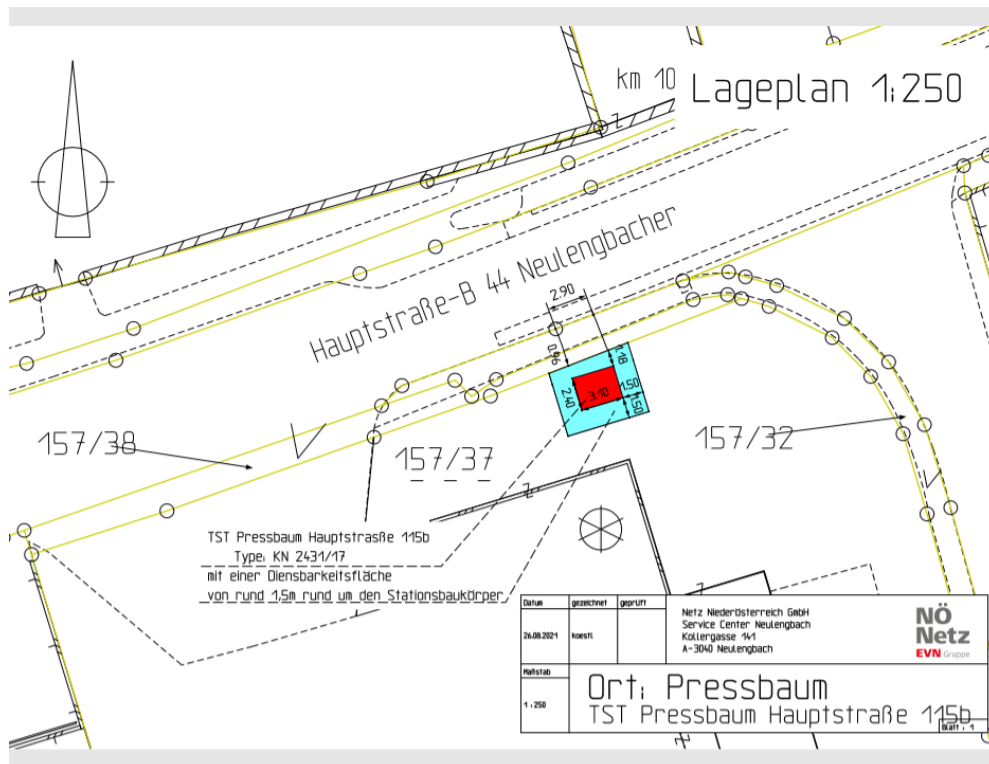 km 10
Lageplan 1:250
Hauptstraße-B 44 Neulengbacher
2.90
0.96
1.18
2.40
3.10
1.50
1.50
157/38
157/37
157/32
TST Pressbaum Hauptstrasße 115b
Type: KN 2431/17
mit einer Diensbarkeitsfläche
von rund 1,5m rund um den Stationsbaukörper
Datum
gezeichnet
geprüft
26.08.2021
koestl
Netz Niederösterreich GmbH
Service Center Neulengbach
Kollergasse 141
A-3040 Neulengbach
NÖ
Netz
EVN Gruppe
Maßstab
1 : 250
Ort: Pressbaum
TST Pressbaum Hauptstraße 115b
Blatt : 1